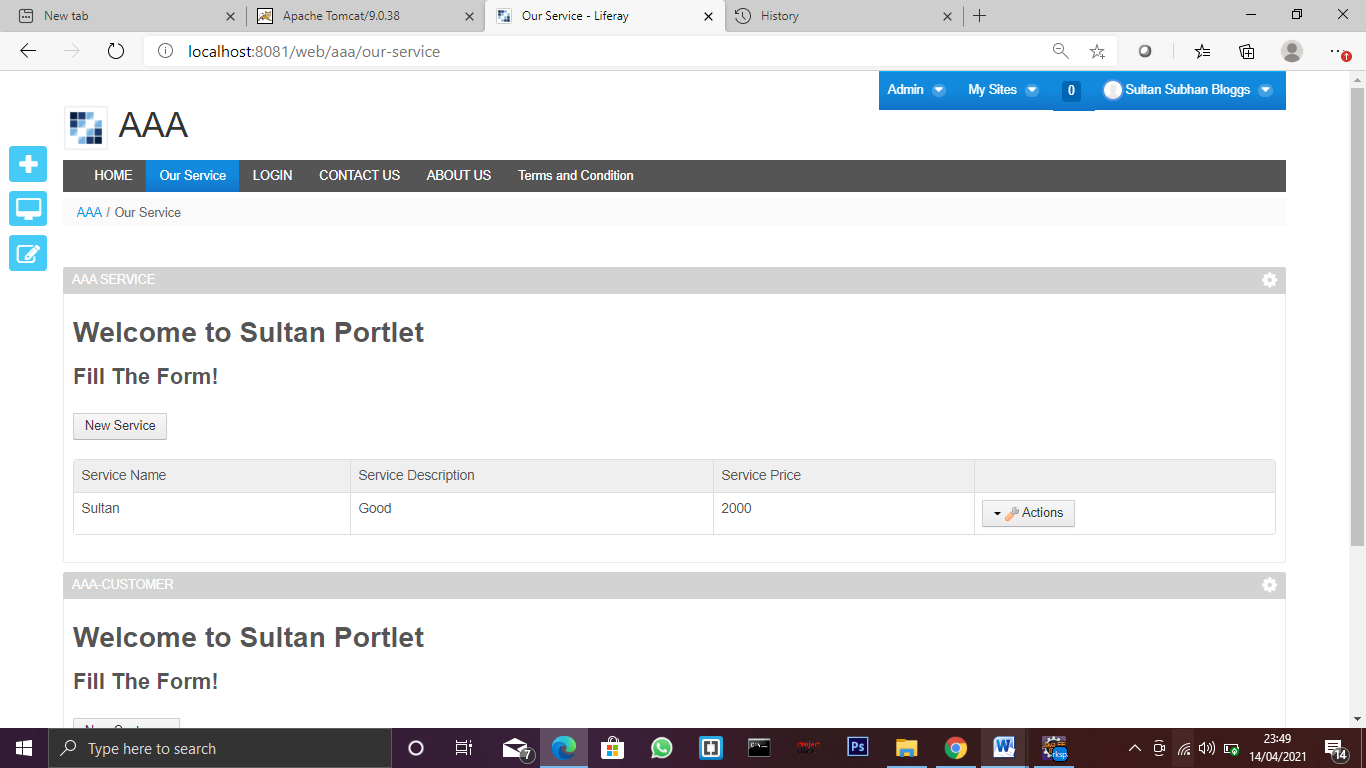 New tab
Apache Tomcat/9.0.38
Our Service - Liferay
History
localhost:8081/web/aaa/our-service
Admin My Sites 0 Sultan Subhan Bloggs
AAA
HOME Our Service LOGIN CONTACT US ABOUT US Terms and Condition
AAA / Our Service
AAA SERVICE
Welcome to Sultan Portlet
Fill The Form!
New Service
Service Name Service Description Service Price
Sultan Good 2000 Actions
AAA-CUSTOMER
Welcome to Sultan Portlet
Fill The Form!
Type here to search
7
Ps
23:49
14/04/2021
14